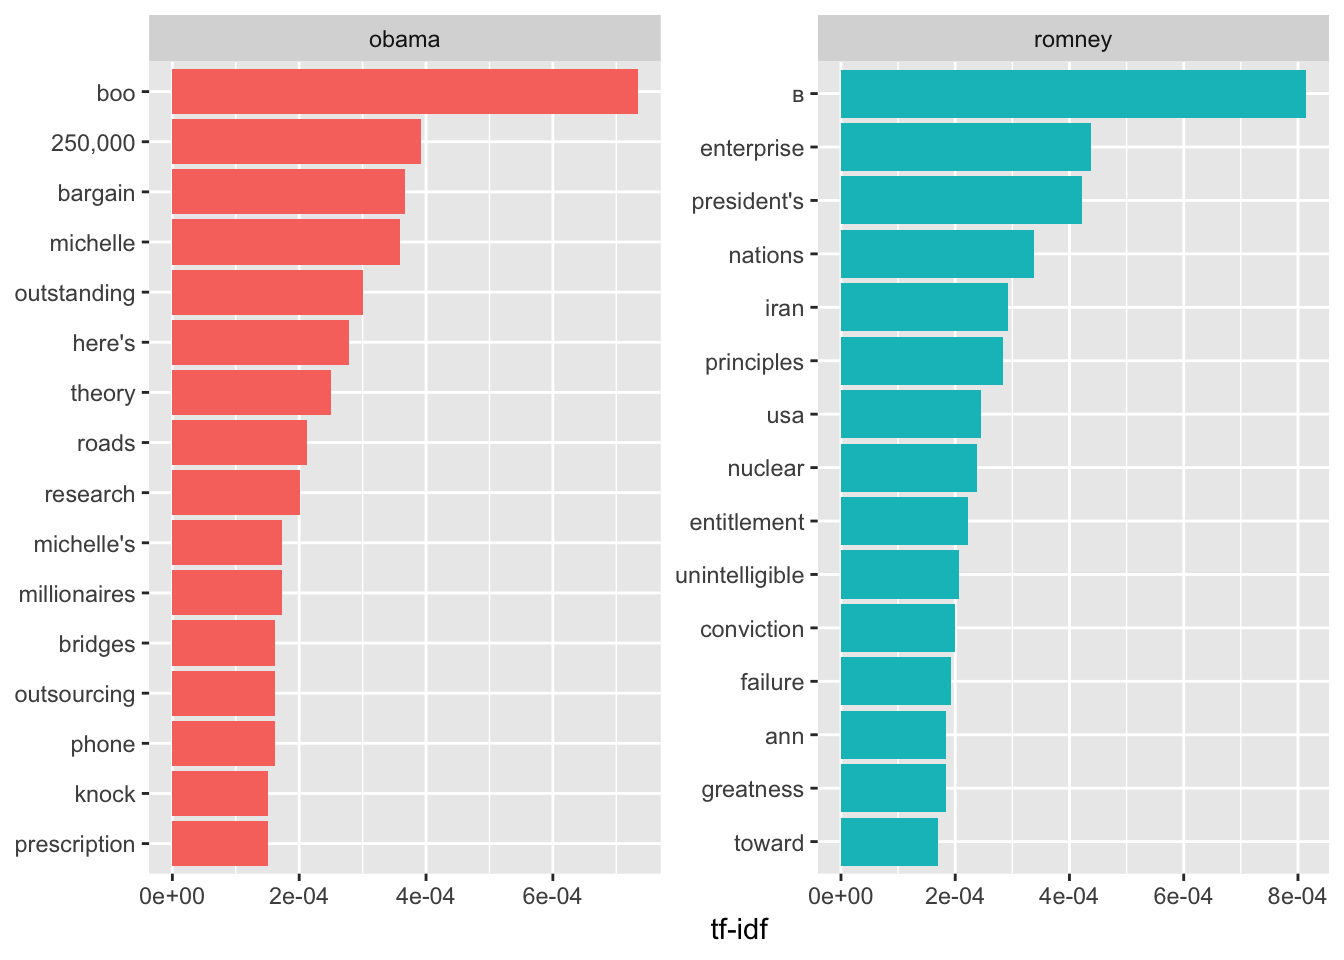 obama
boo
250,000
bargain
michelle
outstanding
here's
theory
roads
research
michelle's
millionaires
bridges
outsourcing
phone
knock
prescription
0e+00 2e-04 4e-04 6e-04
romney
в
enterprise
president's
nations
iran
principles
usa
nuclear
entitlement
unintelligible
conviction
failure
ann
greatness
toward
0e+00 2e-04 4e-04 6e-04 8e-04
tf-idf